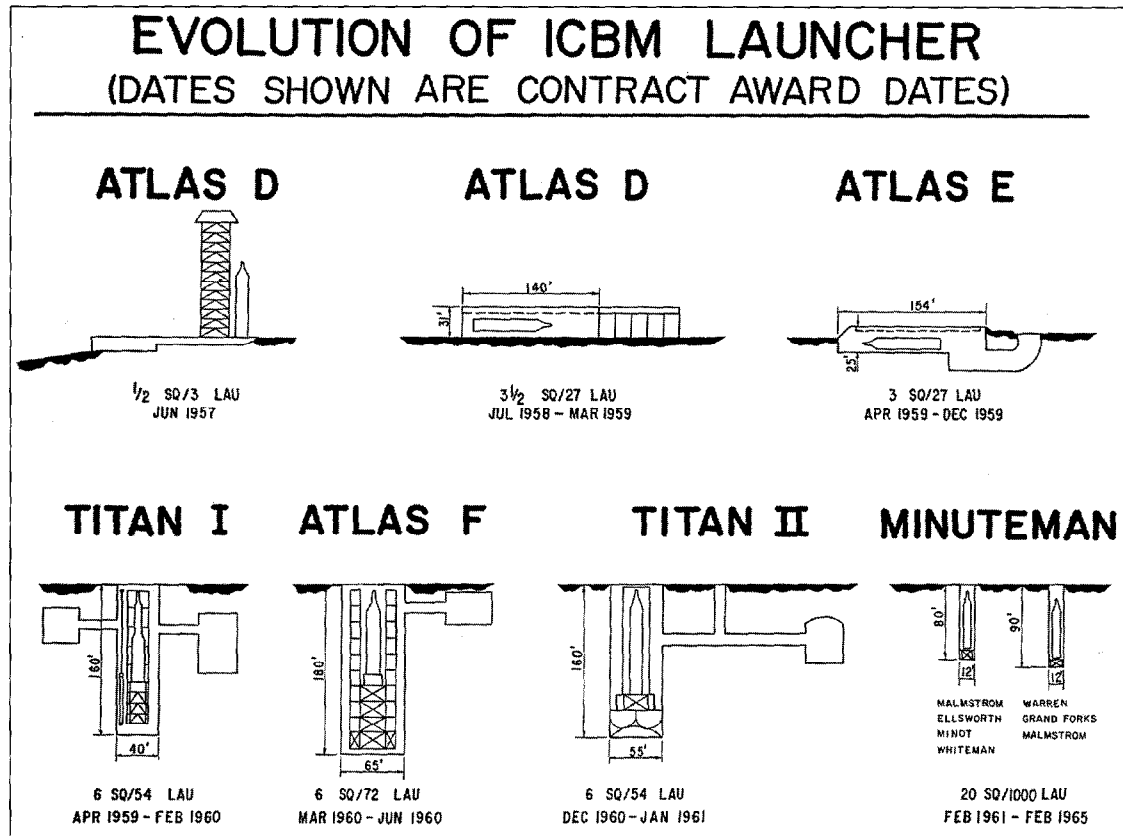 EVOLUTION OF ICBM LAUNCHER
(DATES SHOWN ARE CONTRACT AWARD DATES)
ATLAS D
1/2 SQ/3 LAU
JUN 1957
ATLAS D
140'
31'
3 1/2 SQ/27 LAU
JUL 1958 - MAR 1959
ATLAS E
154'
25'
3 SQ/27 LAU
APR 1959 - DEC 1959
TITAN I
160'
40'
6 SQ/54 LAU
APR 1959 - FEB 1960
ATLAS F
180'
65'
6 SQ/72 LAU
MAR 1960 - JUN 1960
TITAN II
160'
55'
6 SQ/54 LAU
DEC 1960 - JAN 1961
MINUTEMAN
80'
12'
90'
12'
MALMSTROM
ELLSWORTH
MINOT
WHITEMAN
WARREN
GRAND FORKS
MALMSTROM
20 SQ/1000 LAU
FEB 1961 - FEB 1965